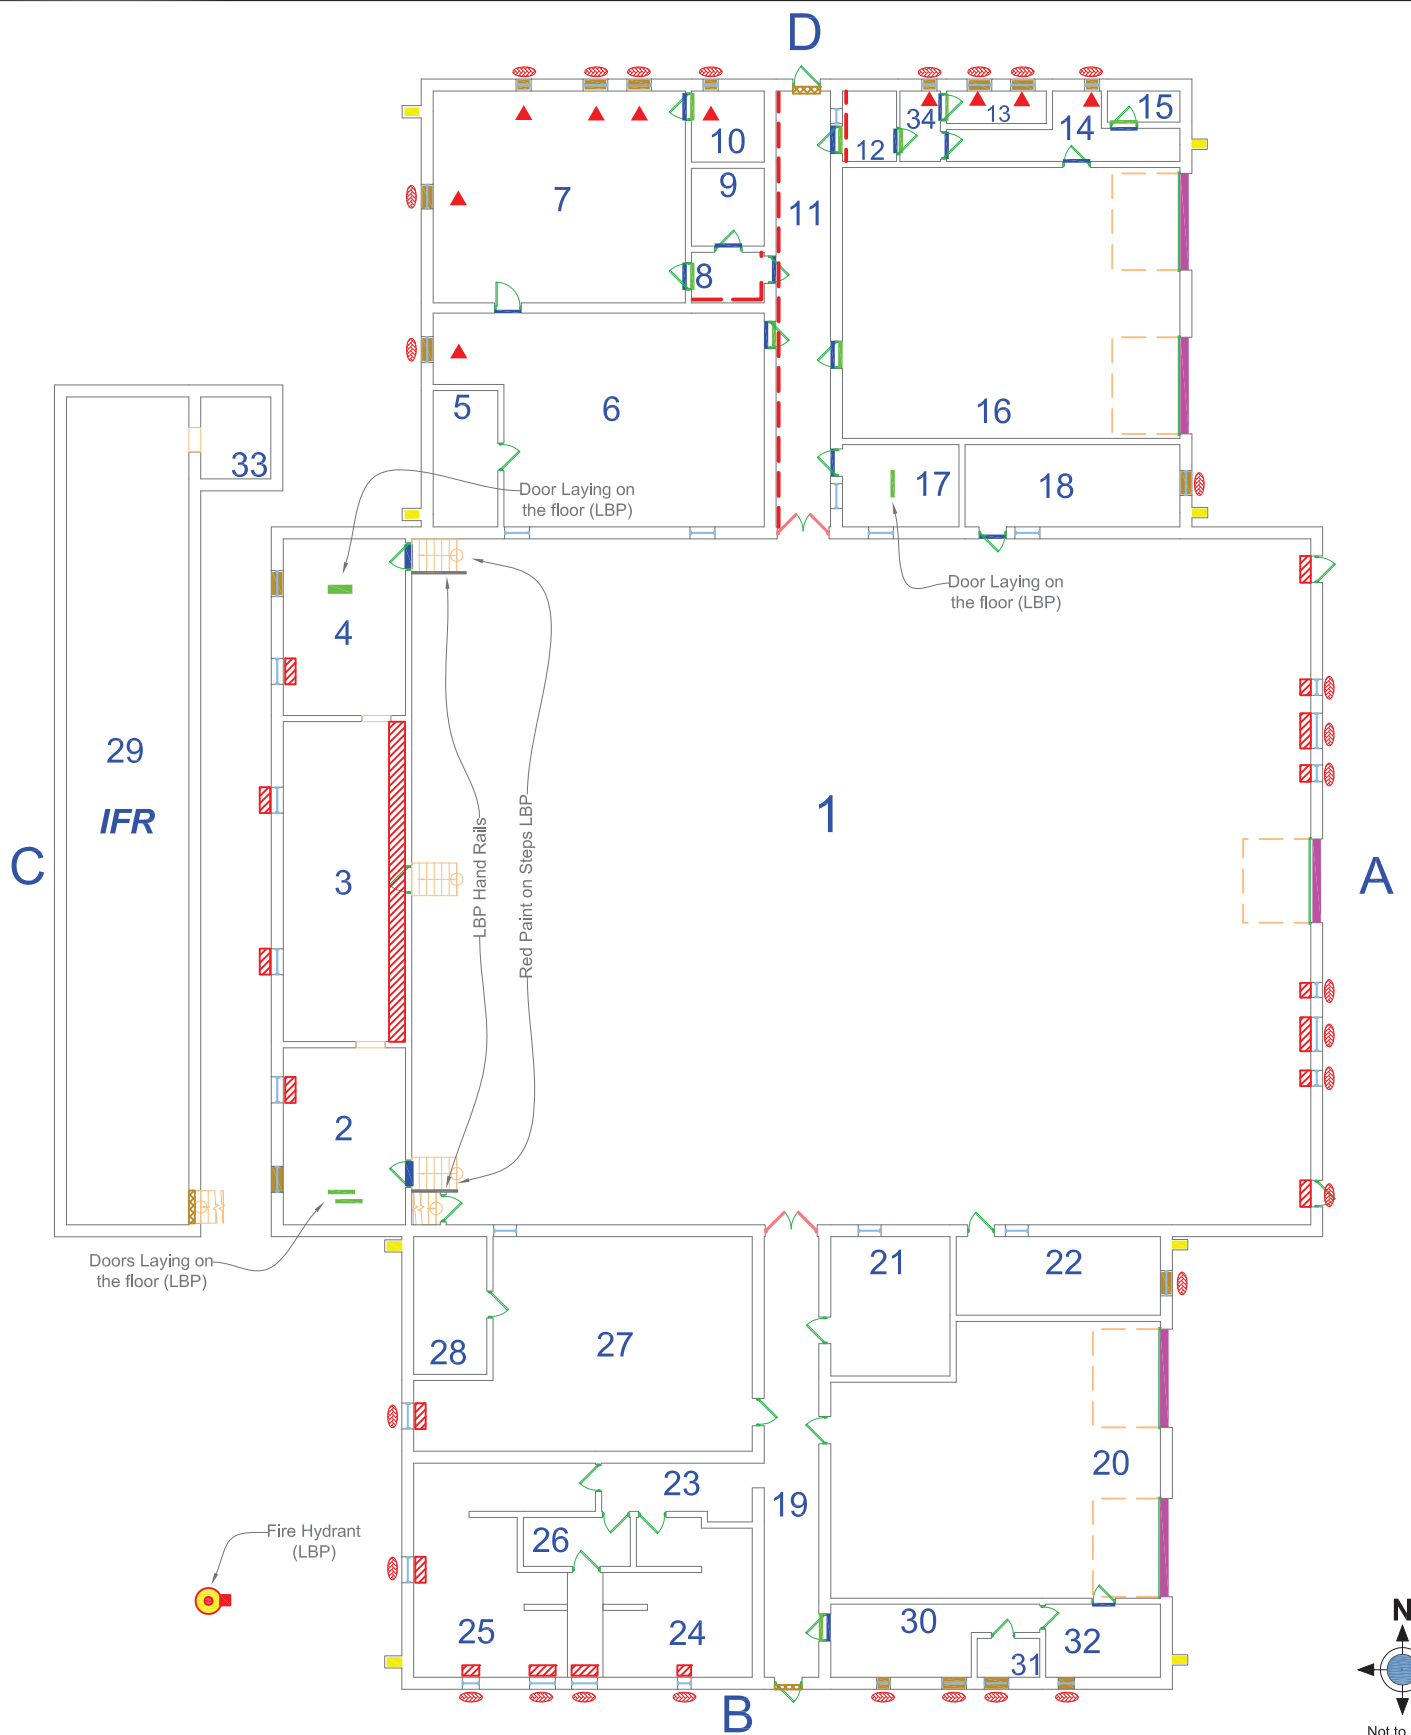 D
15
34
13
10
12
14
7
9
11
8
16
5
6
33
17
18
Door Laying on
the floor (LBP)
Door Laying on
the floor (LBP)
4
29
IFR
1
C
3
A
LBP Hand Rails
Red Paint on Steps LBP
2
Doors Laying on
the floor (LBP)
21
22
28
27
20
23
19
Fire Hydrant
(LBP)
26
25
24
30
32
31
B
N
Not to